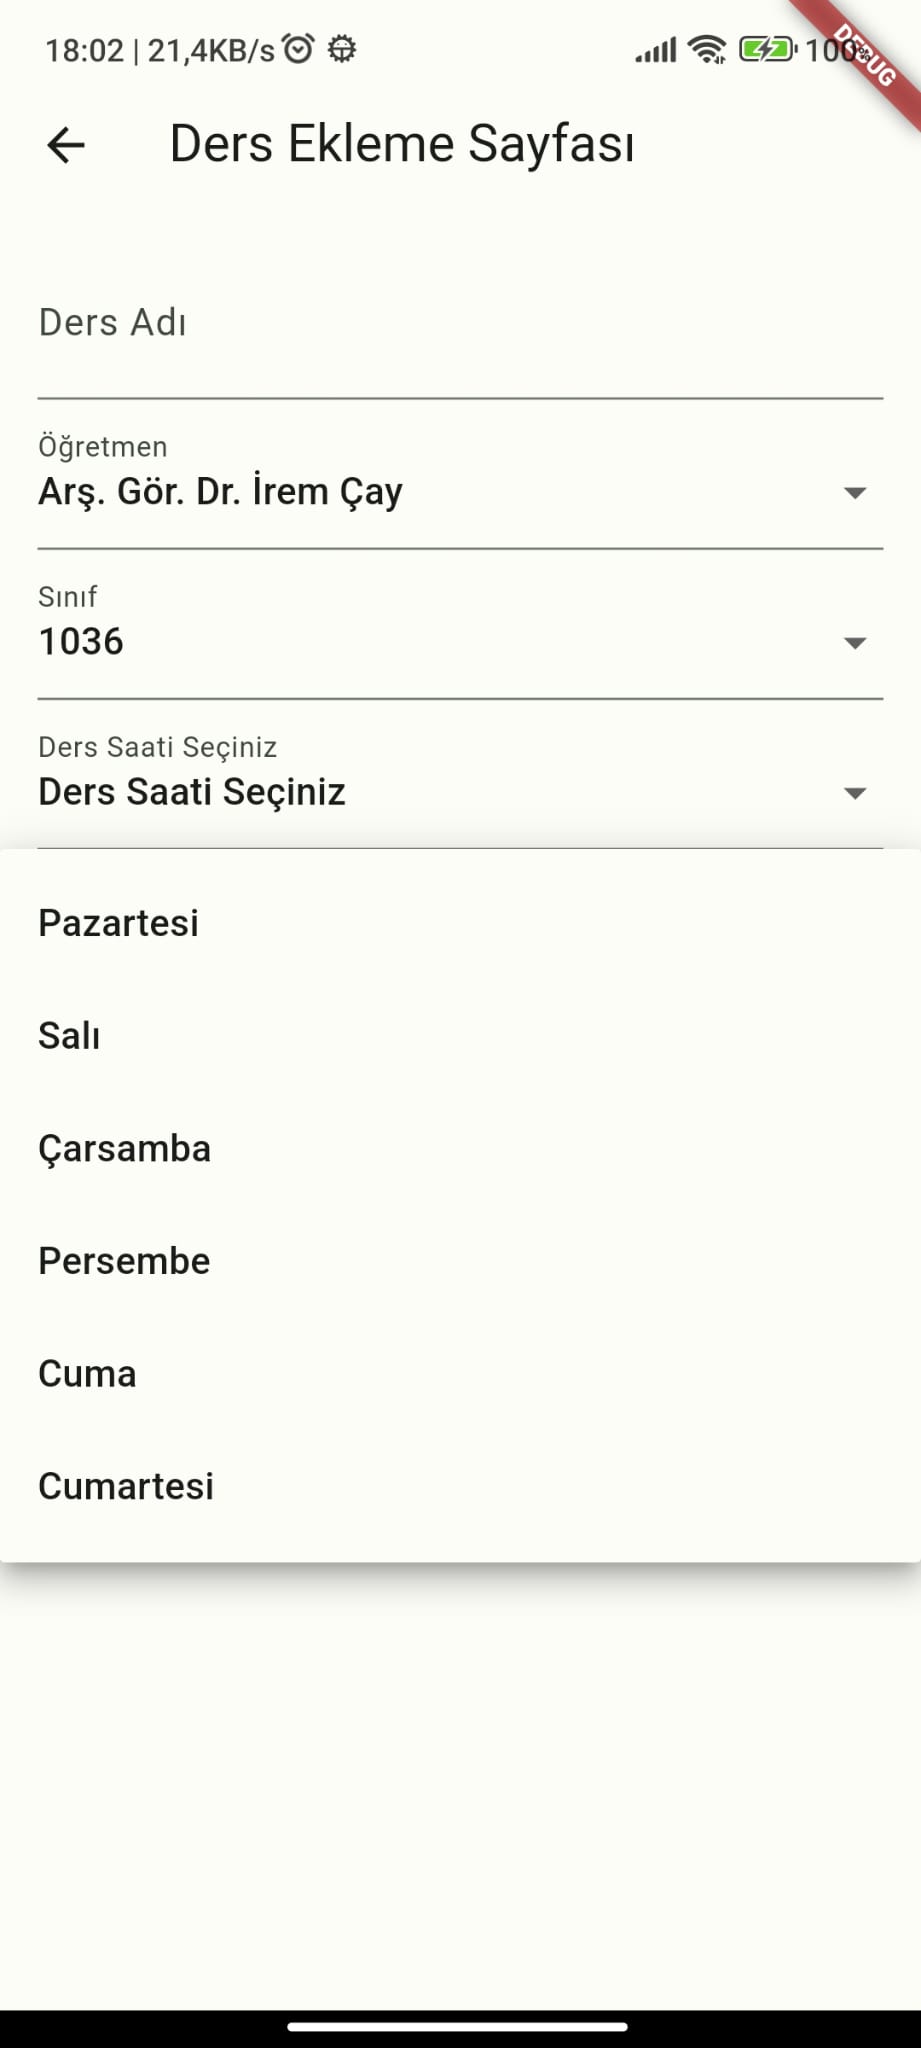 18:02 | 21,4KB/s
100%
DEBUG
Ders Ekleme Sayfası
Ders Adı
Öğretmen
Arş. Gör. Dr. İrem Çay
Sınıf
1036
Ders Saati Seçiniz
Ders Saati Seçiniz
Pazartesi
Salı
Çarsamba
Persembe
Cuma
Cumartesi